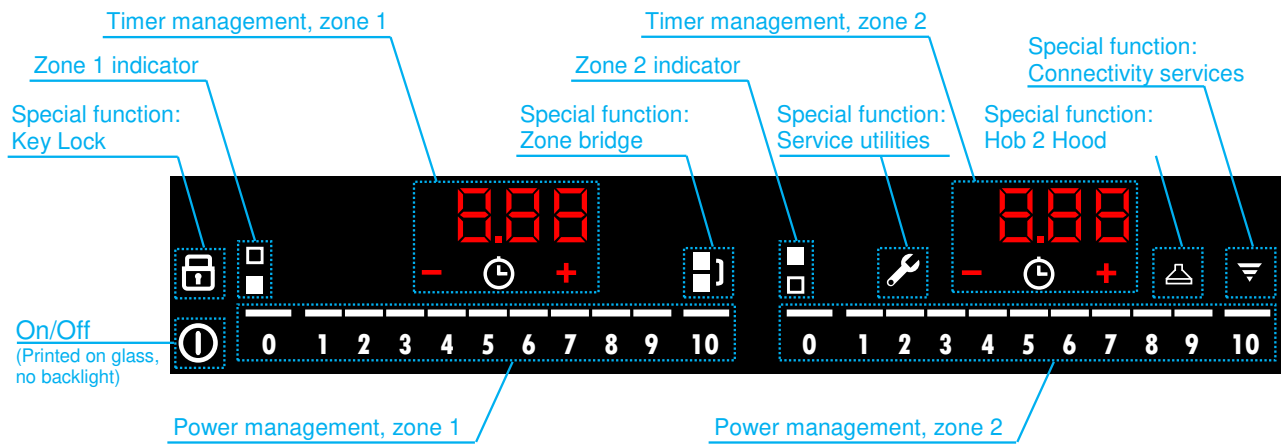 Timer management, zone 1
Timer management, zone 2
Zone 1 indicator
Zone 2 indicator
Special function:
Connectivity services
Special function:
Key Lock
Special function:
Zone bridge
Special function:
Service utilities
Special function:
Hob 2 Hood
8.88
8.88
- +
- +
On/Off
(Printed on glass,
no backlight)
0 1 2 3 4 5 6 7 8 9 10
0 1 2 3 4 5 6 7 8 9 10
Power management, zone 1
Power management, zone 2